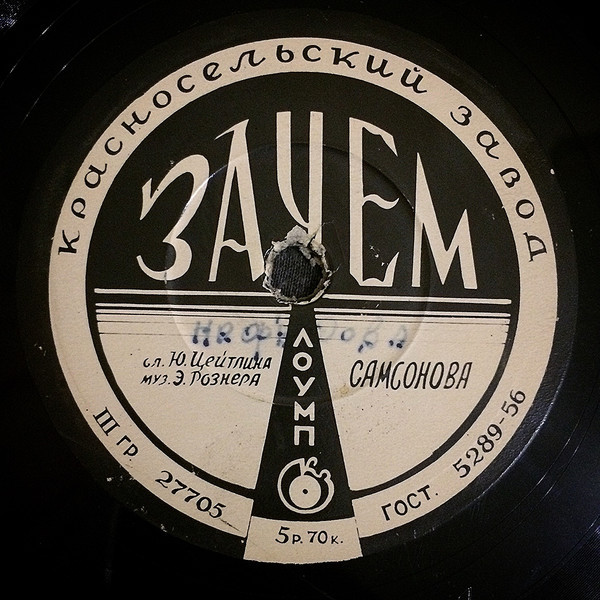 Красносельский завод
ЗАЧЕМ
сл. Ю. Цейтлина
муз. Э. Рознера
САМСОНОВА
ЛОУМП
III гр. 27705
5р. 70к.
ГОСТ. 5289-56